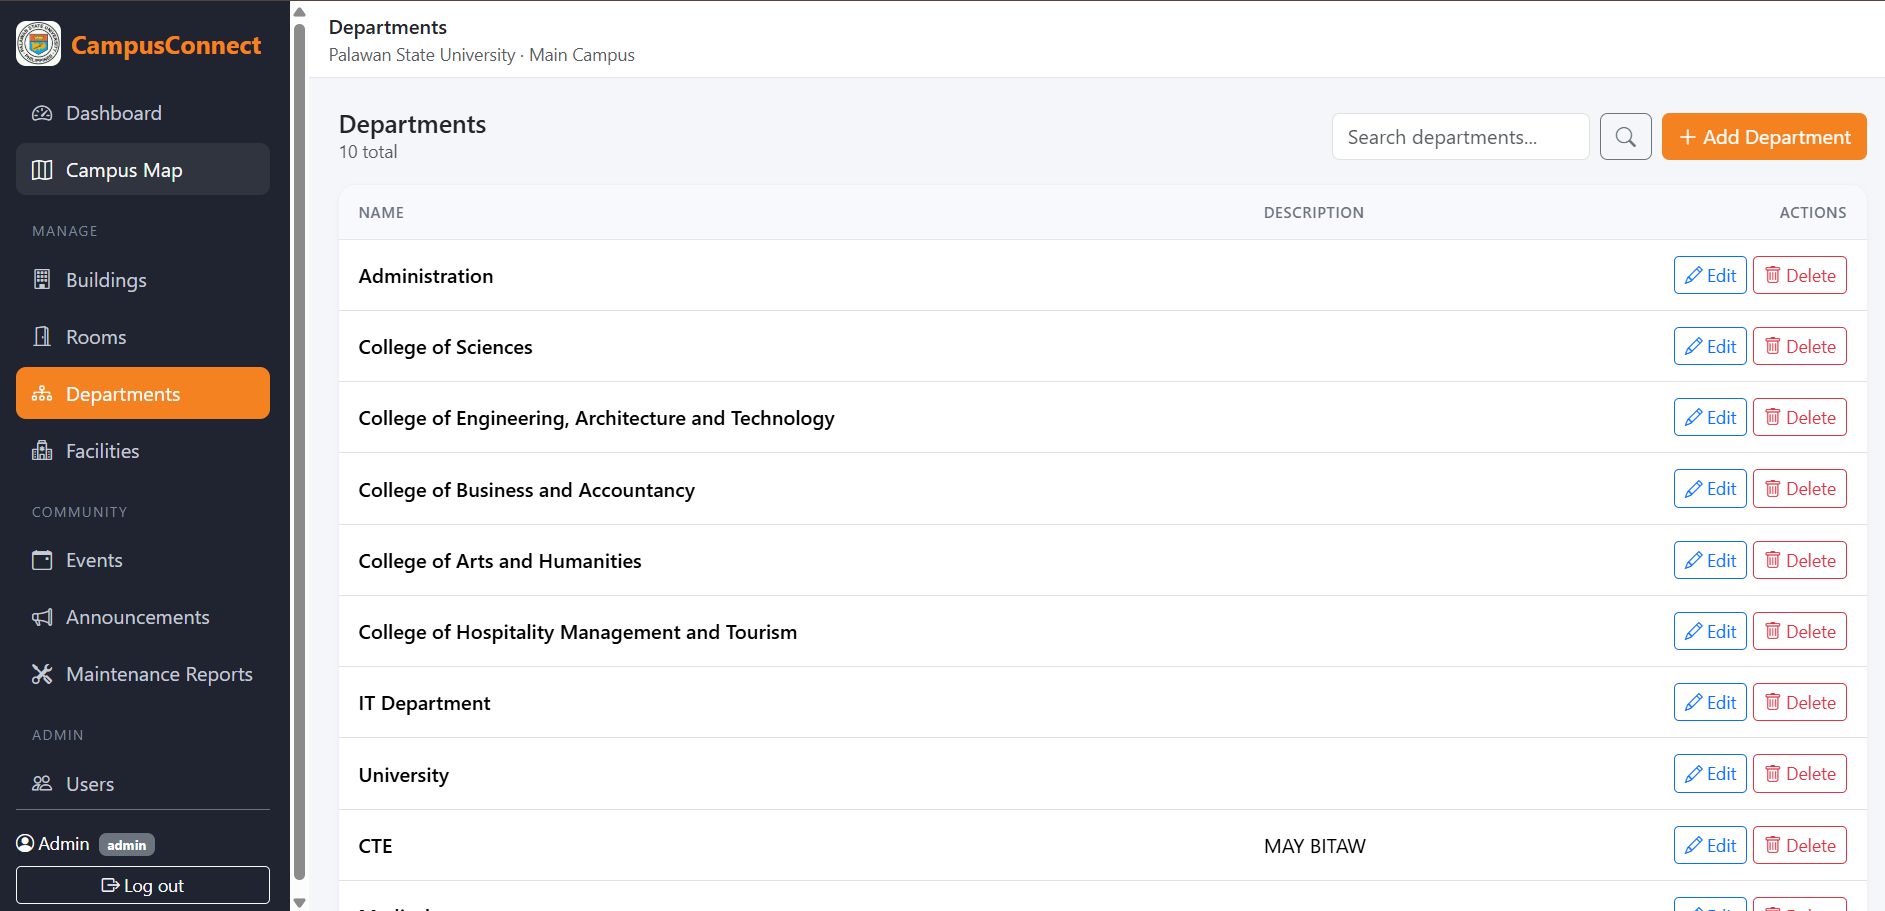 CampusConnect
Dashboard
Campus Map
MANAGE
Buildings
Rooms
Departments
Facilities
COMMUNITY
Events
Announcements
Maintenance Reports
ADMIN
Users
Admin admin
Log out
Departments
Palawan State University · Main Campus
Departments
10 total
Search departments...
+ Add Department
NAME DESCRIPTION ACTIONS
Administration Edit Delete
College of Sciences Edit Delete
College of Engineering, Architecture and Technology Edit Delete
College of Business and Accountancy Edit Delete
College of Arts and Humanities Edit Delete
College of Hospitality Management and Tourism Edit Delete
IT Department Edit Delete
University Edit Delete
CTE MAY BITAW Edit Delete